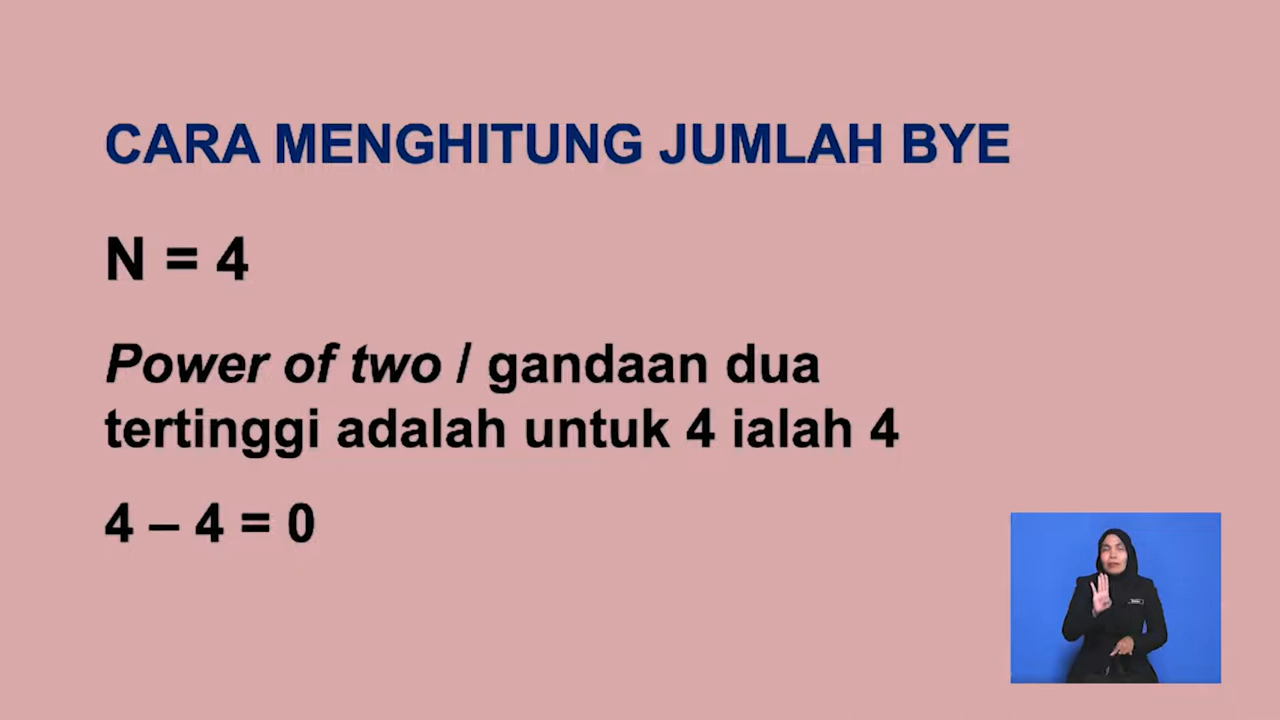 CARA MENGHITUNG JUMLAH BYE
N = 4
Power of two / gandaan dua
tertinggi adalah untuk 4 ialah 4
4 – 4 = 0